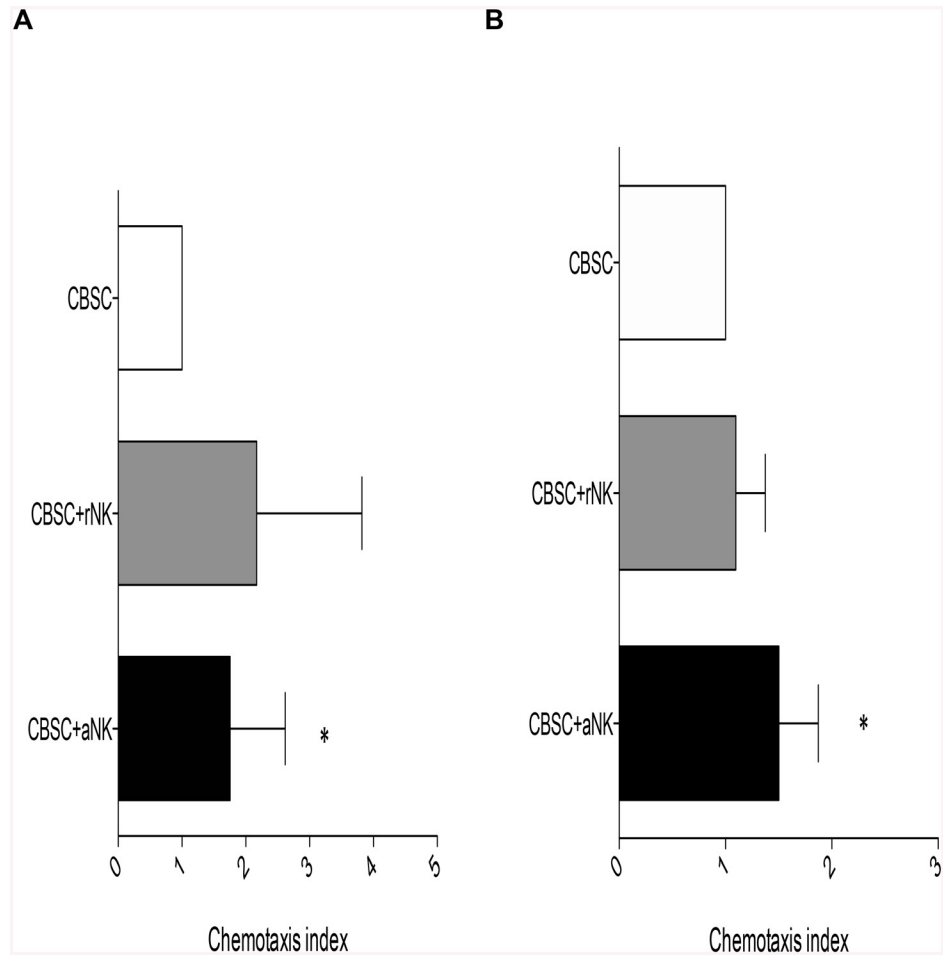 A
CBSC
CBSC+rNK
CBSC+aNK
*
0 1 2 3 4 5
Chemotaxis index
B
CBSC
CBSC+rNK
CBSC+aNK
*
0 1 2 3
Chemotaxis index